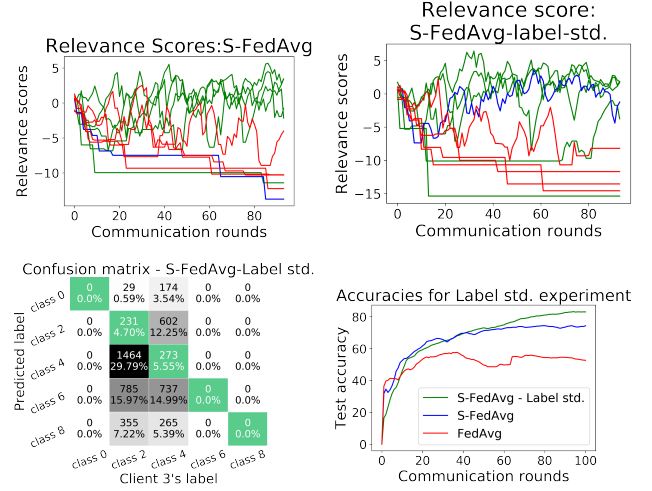 Relevance Scores:S-FedAvg
Relevance scores
5
0
−5
−10
0 20 40 60 80
Communication rounds
Relevance score:
S-FedAvg-label-std.
Relevance scores
5
0
−5
−10
−15
0 20 40 60 80
Communication rounds
Confusion matrix - S-FedAvg-Label std.
Predicted label
class 0
class 2
class 4
class 6
class 8
0 29 174 0 0
0.0% 0.59% 3.54% 0.0% 0.0%
0 231 602 0 0
0.0% 4.70% 12.25% 0.0% 0.0%
0 1464 273 0 0
0.0% 29.79% 5.55% 0.0% 0.0%
0 785 737 0 0
0.0% 15.97% 14.99% 0.0% 0.0%
0 355 265 0 0
0.0% 7.22% 5.39% 0.0% 0.0%
class 0 class 2 class 4 class 6 class 8
Client 3's label
Accuracies for Label std. experiment
Test accuracy
80
60
40
20
0
S-FedAvg - Label std.
S-FedAvg
FedAvg
0 20 40 60 80 100
Communication rounds